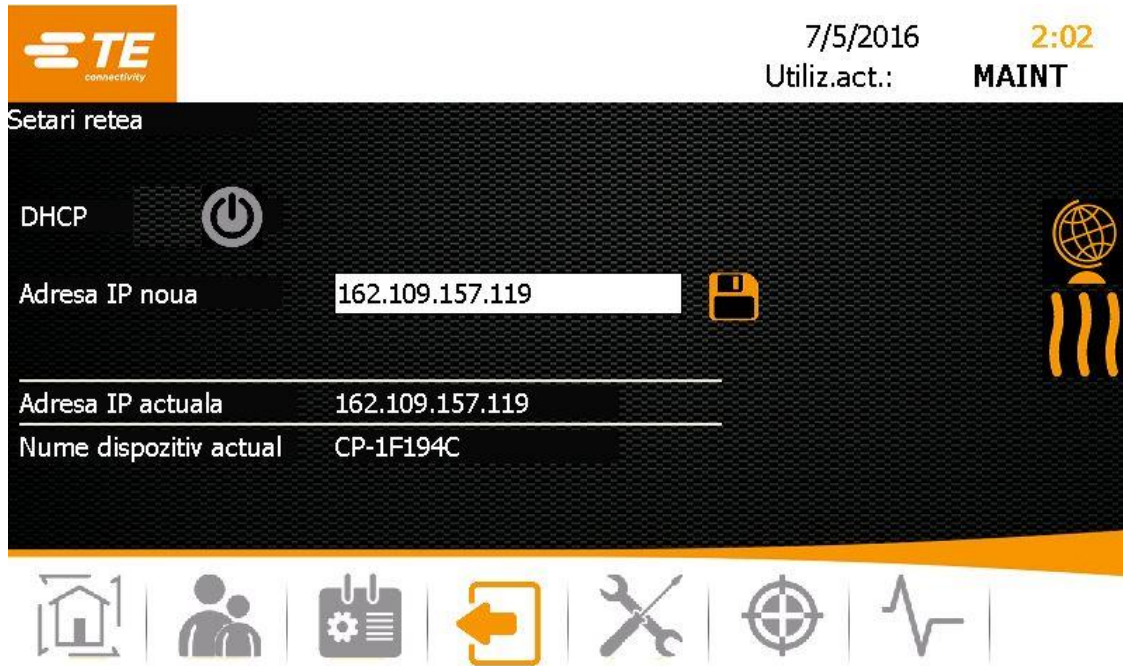 TE
connectivity
7/5/2016 2:02
Utiliz.act.: MAINT
Setari retea
DHCP
Adresa IP noua 162.109.157.119
Adresa IP actuala 162.109.157.119
Nume dispozitiv actual CP-1F194C